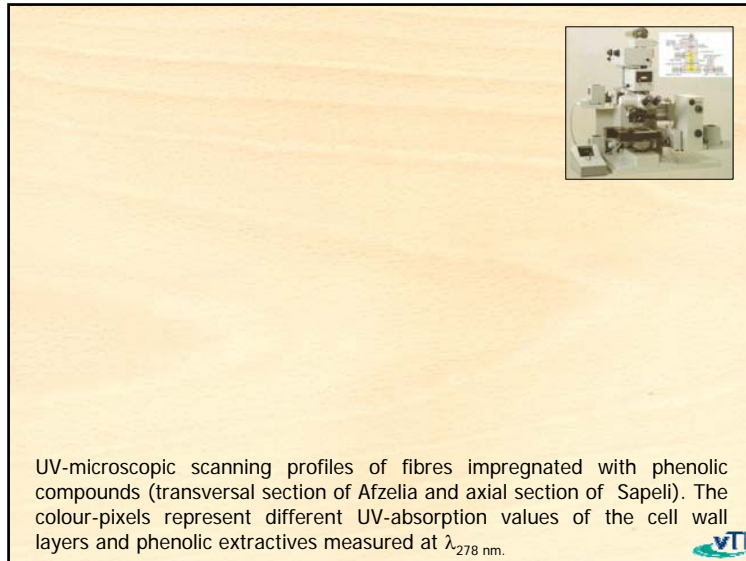 UV-microscopic scanning profiles of fibres impregnated with phenolic
compounds (transversal section of Afzelia and axial section of Sapeli). The
colour-pixels represent different UV-absorption values of the cell wall
layers and phenolic extractives measured at λ278 nm.